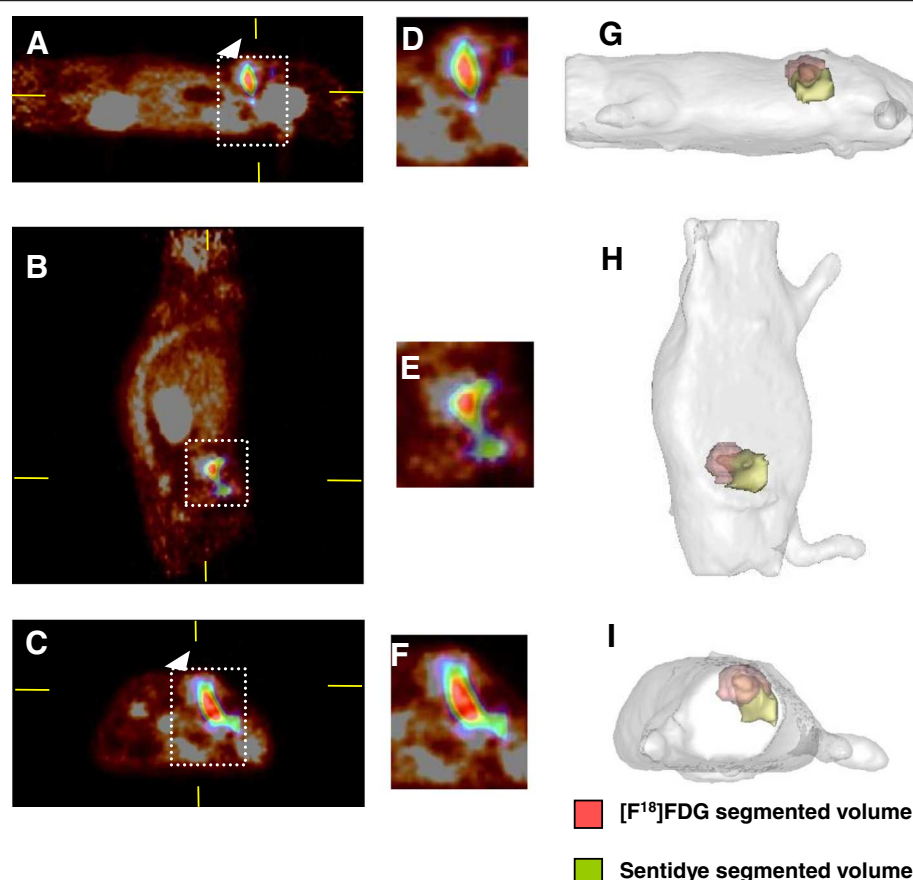 A
D
G
B
E
H
C
F
I
[F¹⁸]FDG segmented volume
Sentidye segmented volume